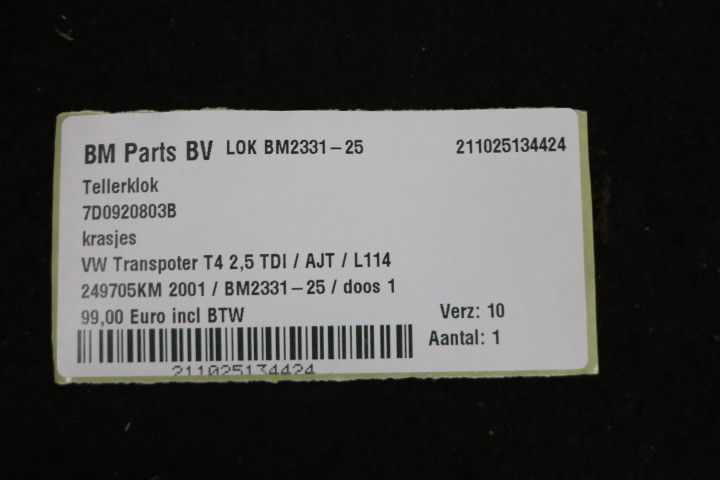 BM Parts BV LOK BM2331-25 211025134424
Tellerklok
7D0920803B
krasjes
VW Transpoter T4 2,5 TDI / AJT / L114
249705KM 2001 / BM2331-25 / doos 1
99,00 Euro incl BTW Verz: 10
Aantal: 1
211025134424